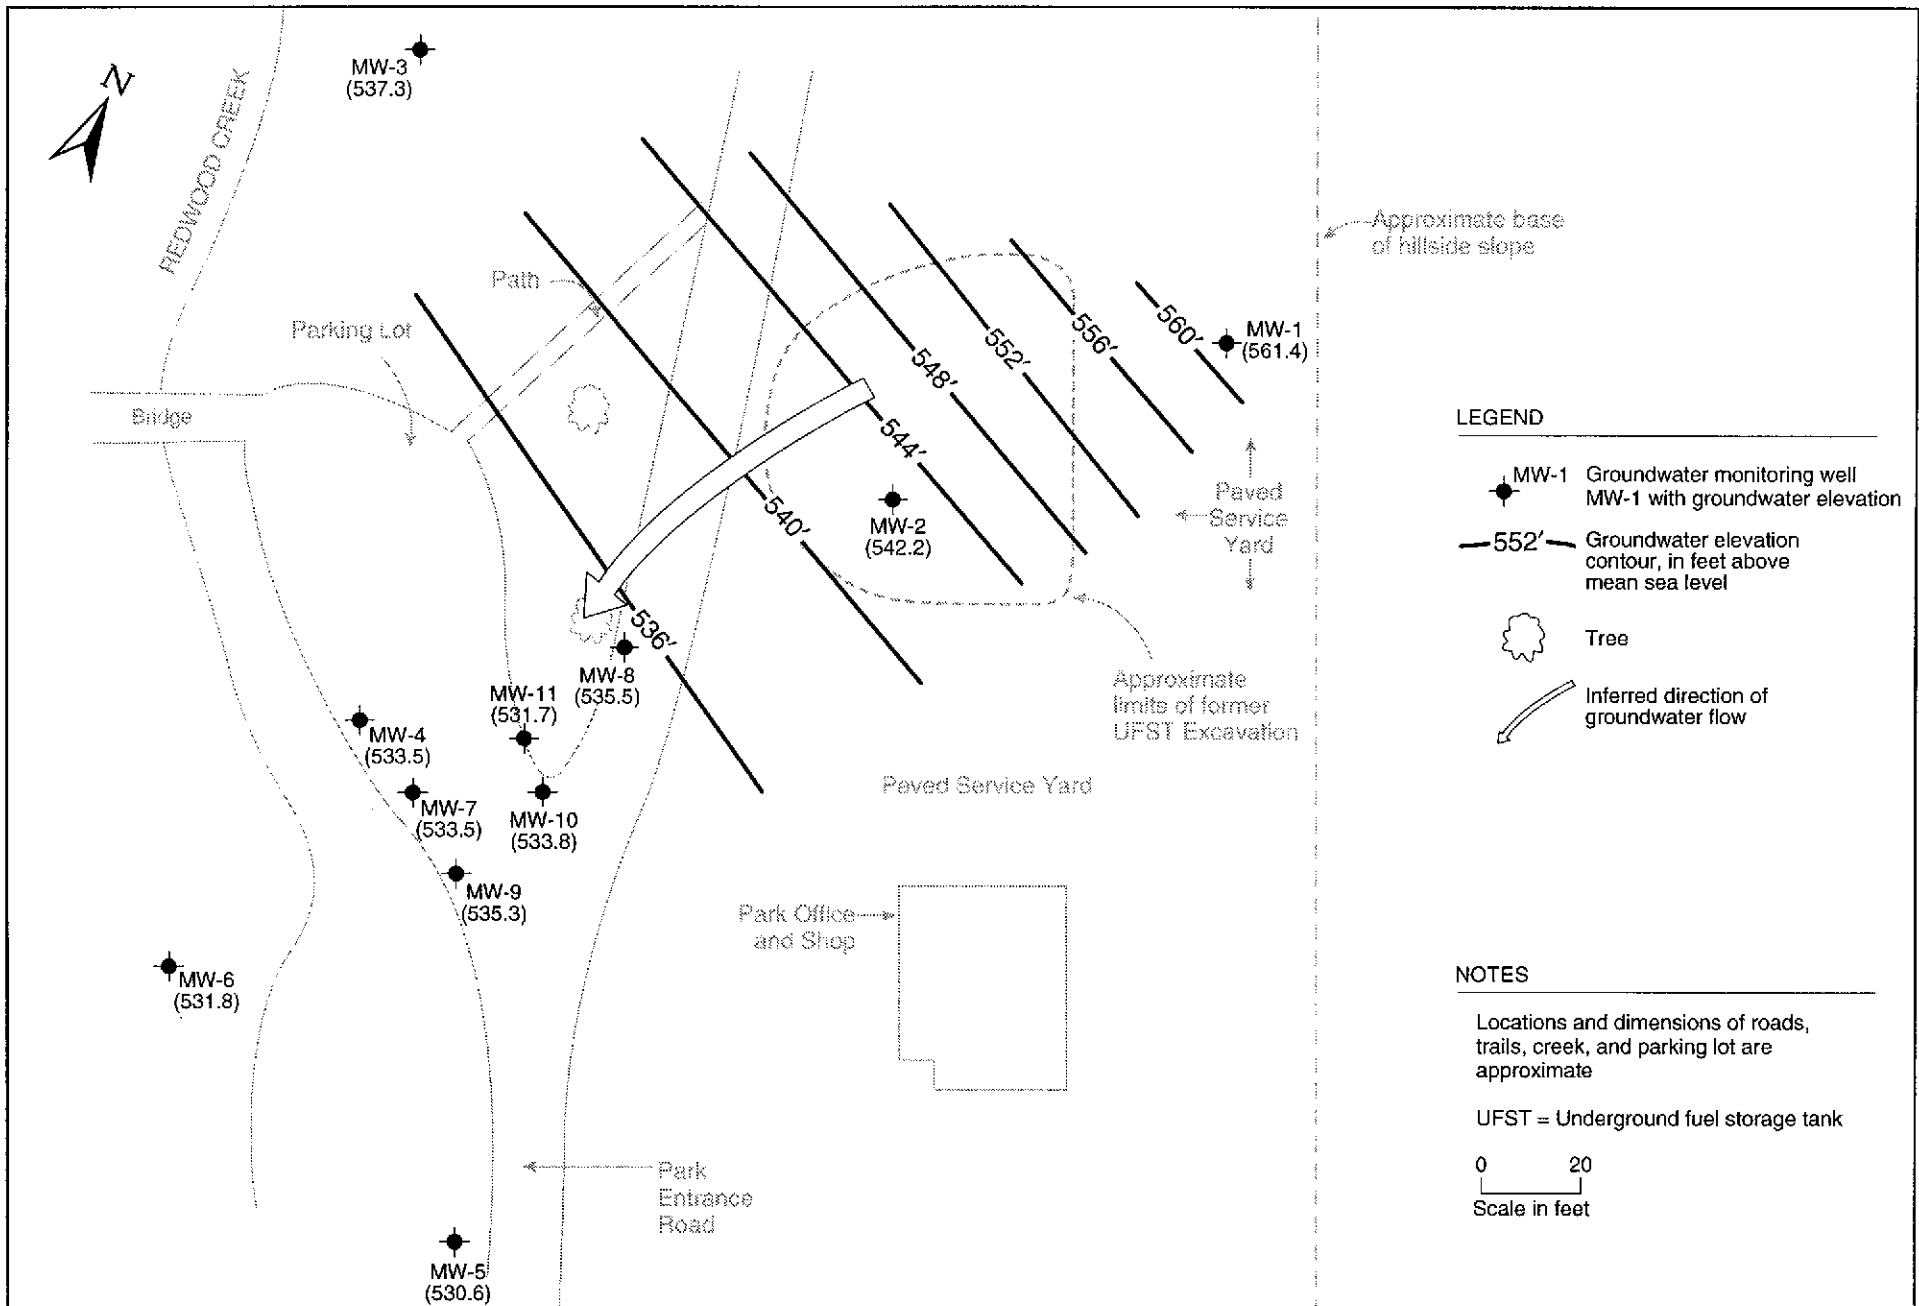 N
REDWOOD CREEK
MW-3
(537.3)
Approximate base
of hillside slope
Path
Parking Lot
Bridge
560'
556'
552'
548'
544'
540'
536'
MW-1
(561.4)
MW-2
(542.2)
Paved
Service
Yard
MW-8
(535.5)
MW-11
(531.7)
MW-4
(533.5)
MW-7
(533.5)
MW-10
(533.8)
MW-9
(535.3)
MW-6
(531.8)
MW-5
(530.6)
Approximate
limits of former
UFST Excavation
Paved Service Yard
Park Office
and Shop
Park
Entrance
Road
LEGEND
MW-1 Groundwater monitoring well
MW-1 with groundwater elevation
552' Groundwater elevation
contour, in feet above
mean sea level
Tree
Inferred direction of
groundwater flow
NOTES
Locations and dimensions of roads,
trails, creek, and parking lot are
approximate
UFST = Underground fuel storage tank
0 20
Scale in feet